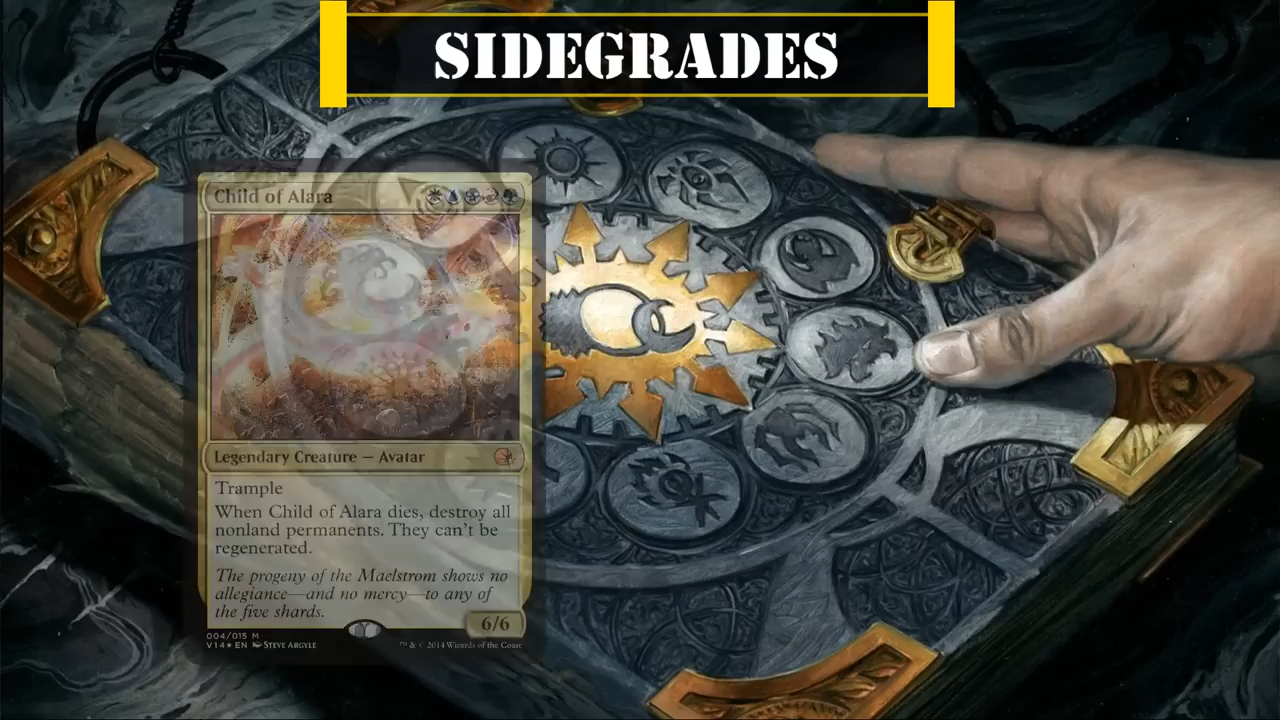 SIDEGRADES
Child of Alara
Legendary Creature — Avatar
Trample
When Child of Alara dies, destroy all
nonland permanents. They can't be
regenerated.
The progeny of the Maelstrom shows no
allegiance—and no mercy—to any of
the five shards.
6/6
004/015 M
V14★EN STEVE ARGYLE
™ & © 2014 Wizards of the Coast